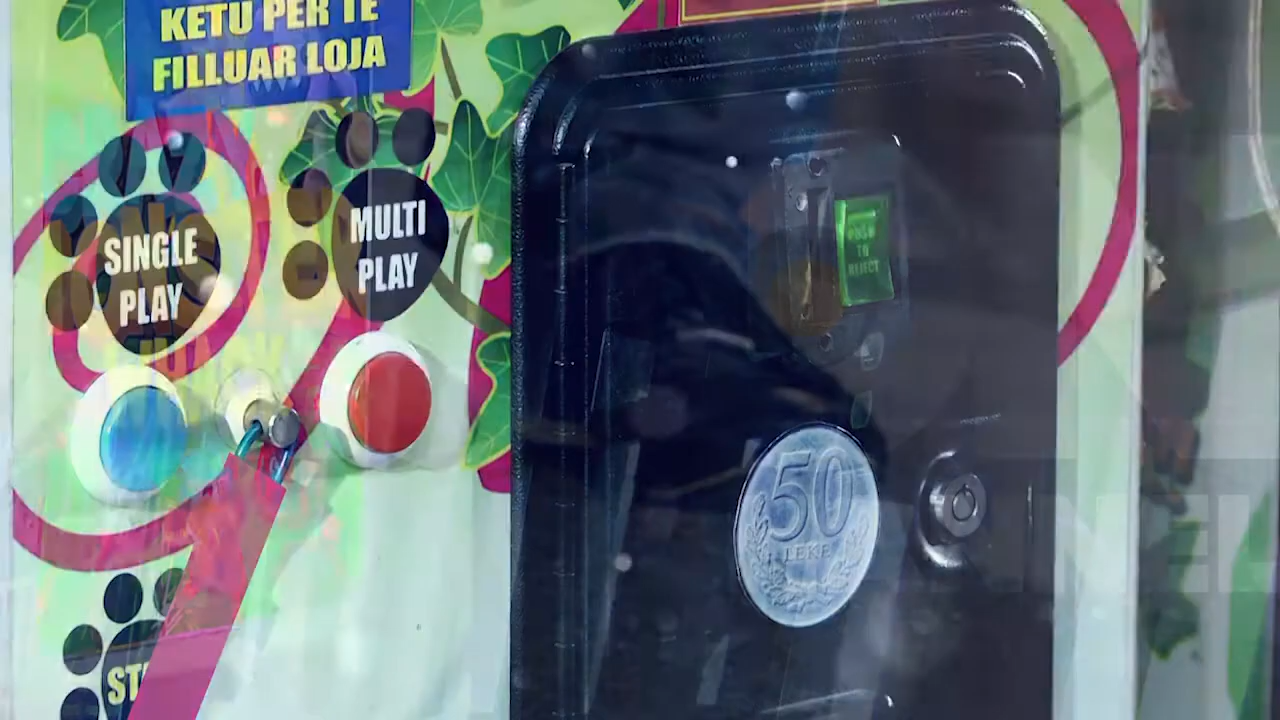 KETU PER TE
FILLUAR LOJA
SINGLE
PLAY
MULTI
PLAY
PUSH
TO
REJECT
50
LEKE